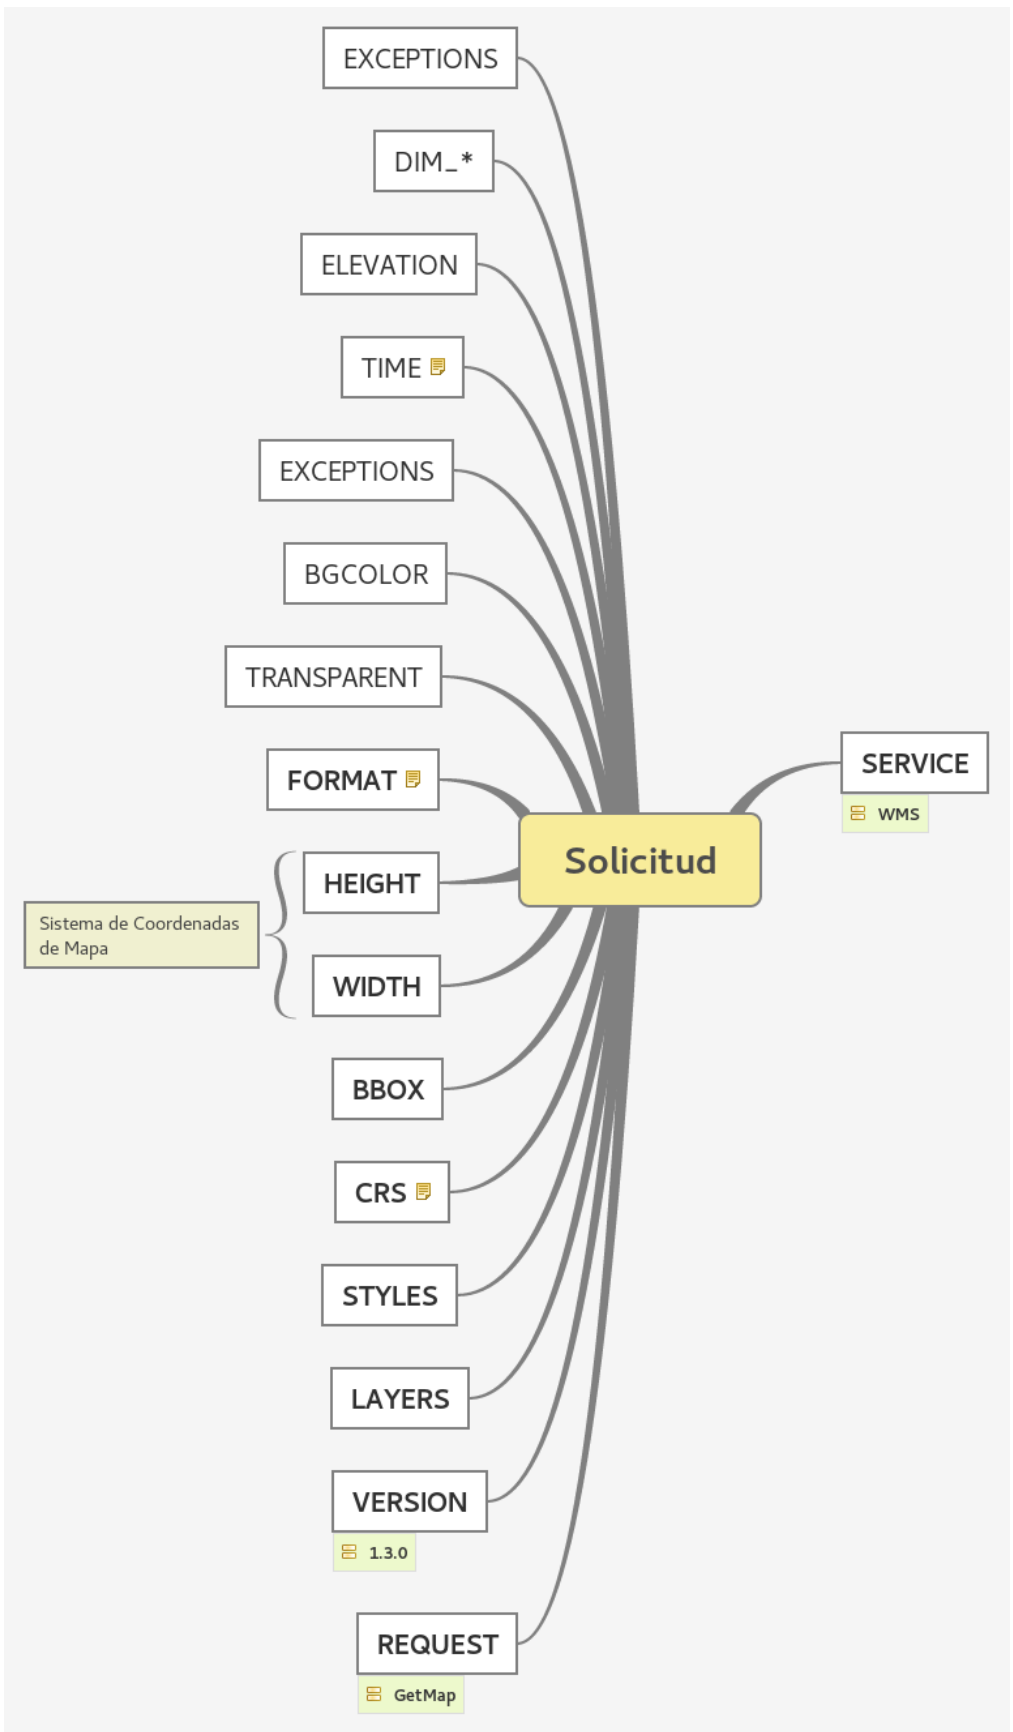 EXCEPTIONS
DIM_*
ELEVATION
TIME
EXCEPTIONS
BGCOLOR
TRANSPARENT
FORMAT
HEIGHT
Sistema de Coordenadas
de Mapa
WIDTH
BBOX
CRS
STYLES
LAYERS
VERSION
1.3.0
REQUEST
GetMap
Solicitud
SERVICE
WMS